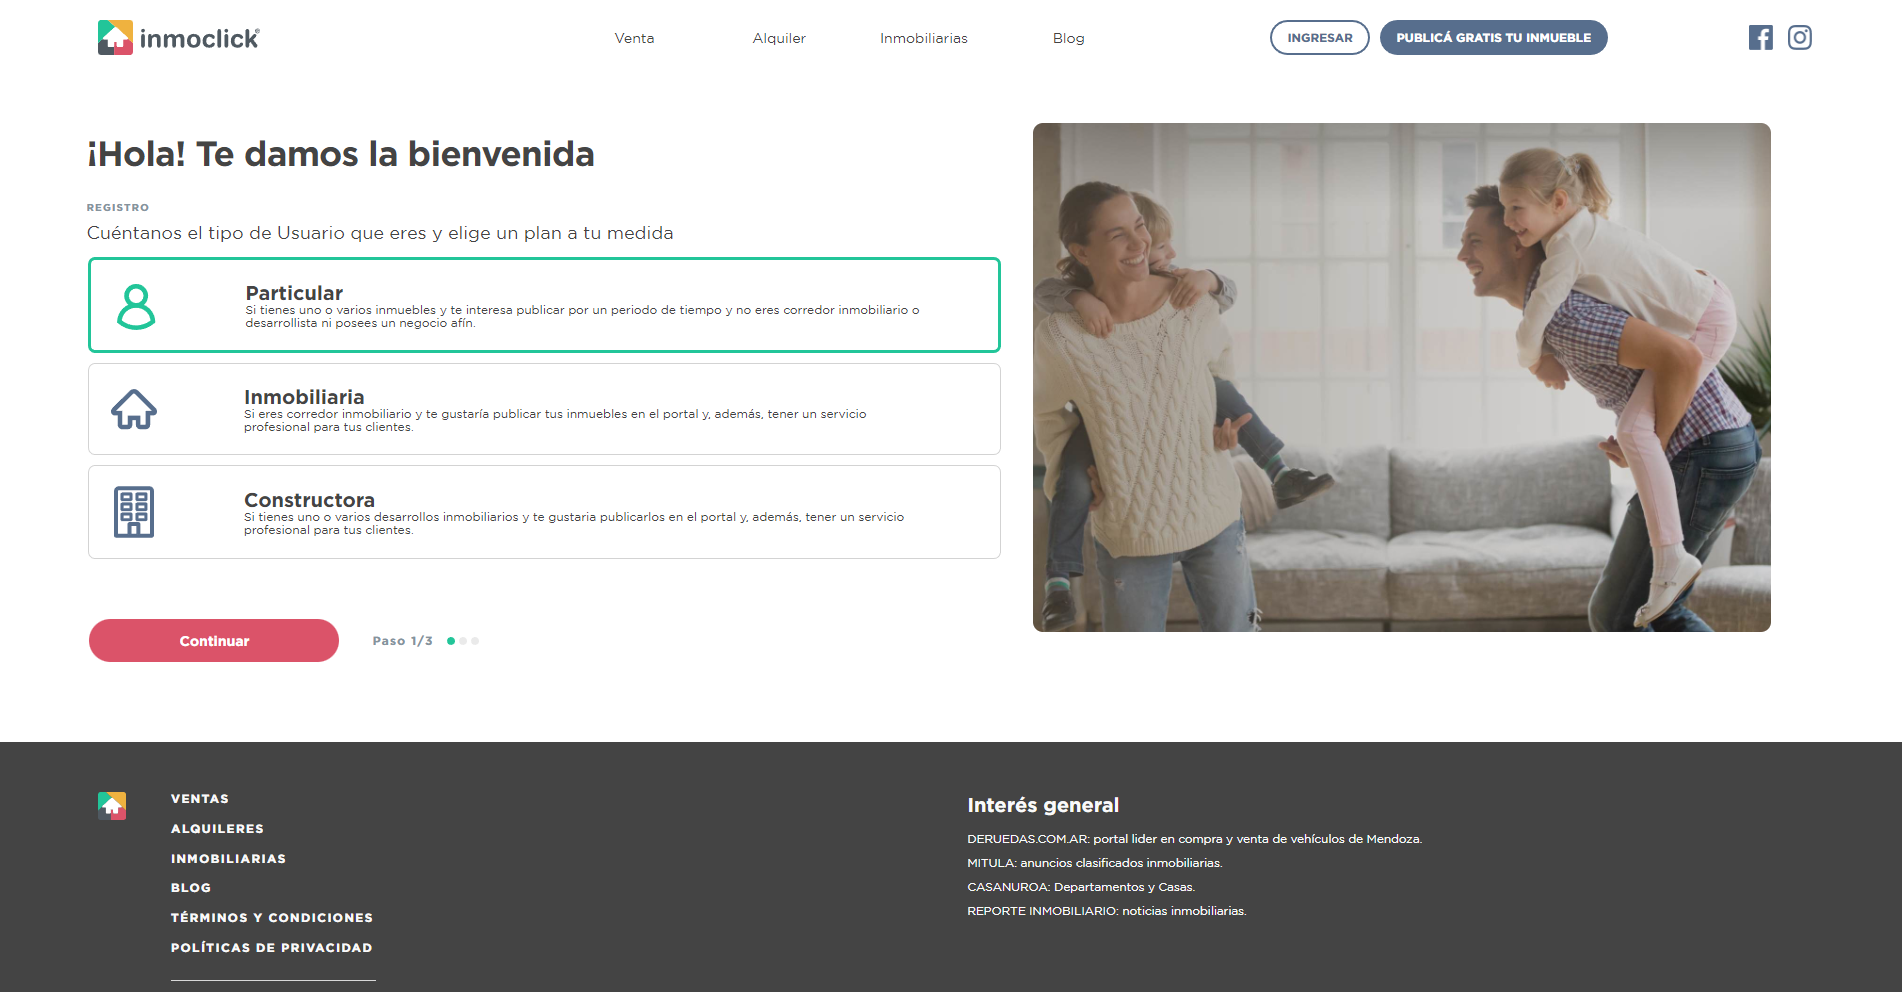 inmoclick®
Venta
Alquiler
Inmobiliarias
Blog
INGRESAR
PUBLICÁ GRATIS TU INMUEBLE
¡Hola! Te damos la bienvenida
REGISTRO
Cuéntanos el tipo de Usuario que eres y elige un plan a tu medida
Particular
Si tienes uno o varios inmuebles y te interesa publicar por un periodo de tiempo y no eres corredor inmobiliario o
desarrollista ni posees un negocio afín.
Inmobiliaria
Si eres corredor inmobiliario y te gustaría publicar tus inmuebles en el portal y, además, tener un servicio
profesional para tus clientes.
Constructora
Si tienes uno o varios desarrollos inmobiliarios y te gustaria publicarlos en el portal y, además, tener un servicio
profesional para tus clientes.
Continuar
Paso 1/3
VENTAS
ALQUILERES
INMOBILIARIAS
BLOG
TÉRMINOS Y CONDICIONES
POLÍTICAS DE PRIVACIDAD
Interés general
DERUEDAS.COM.AR: portal lider en compra y venta de vehículos de Mendoza.
MITULA: anuncios clasificados inmobiliarias.
CASANUROA: Departamentos y Casas.
REPORTE INMOBILIARIO: noticias inmobiliarias.